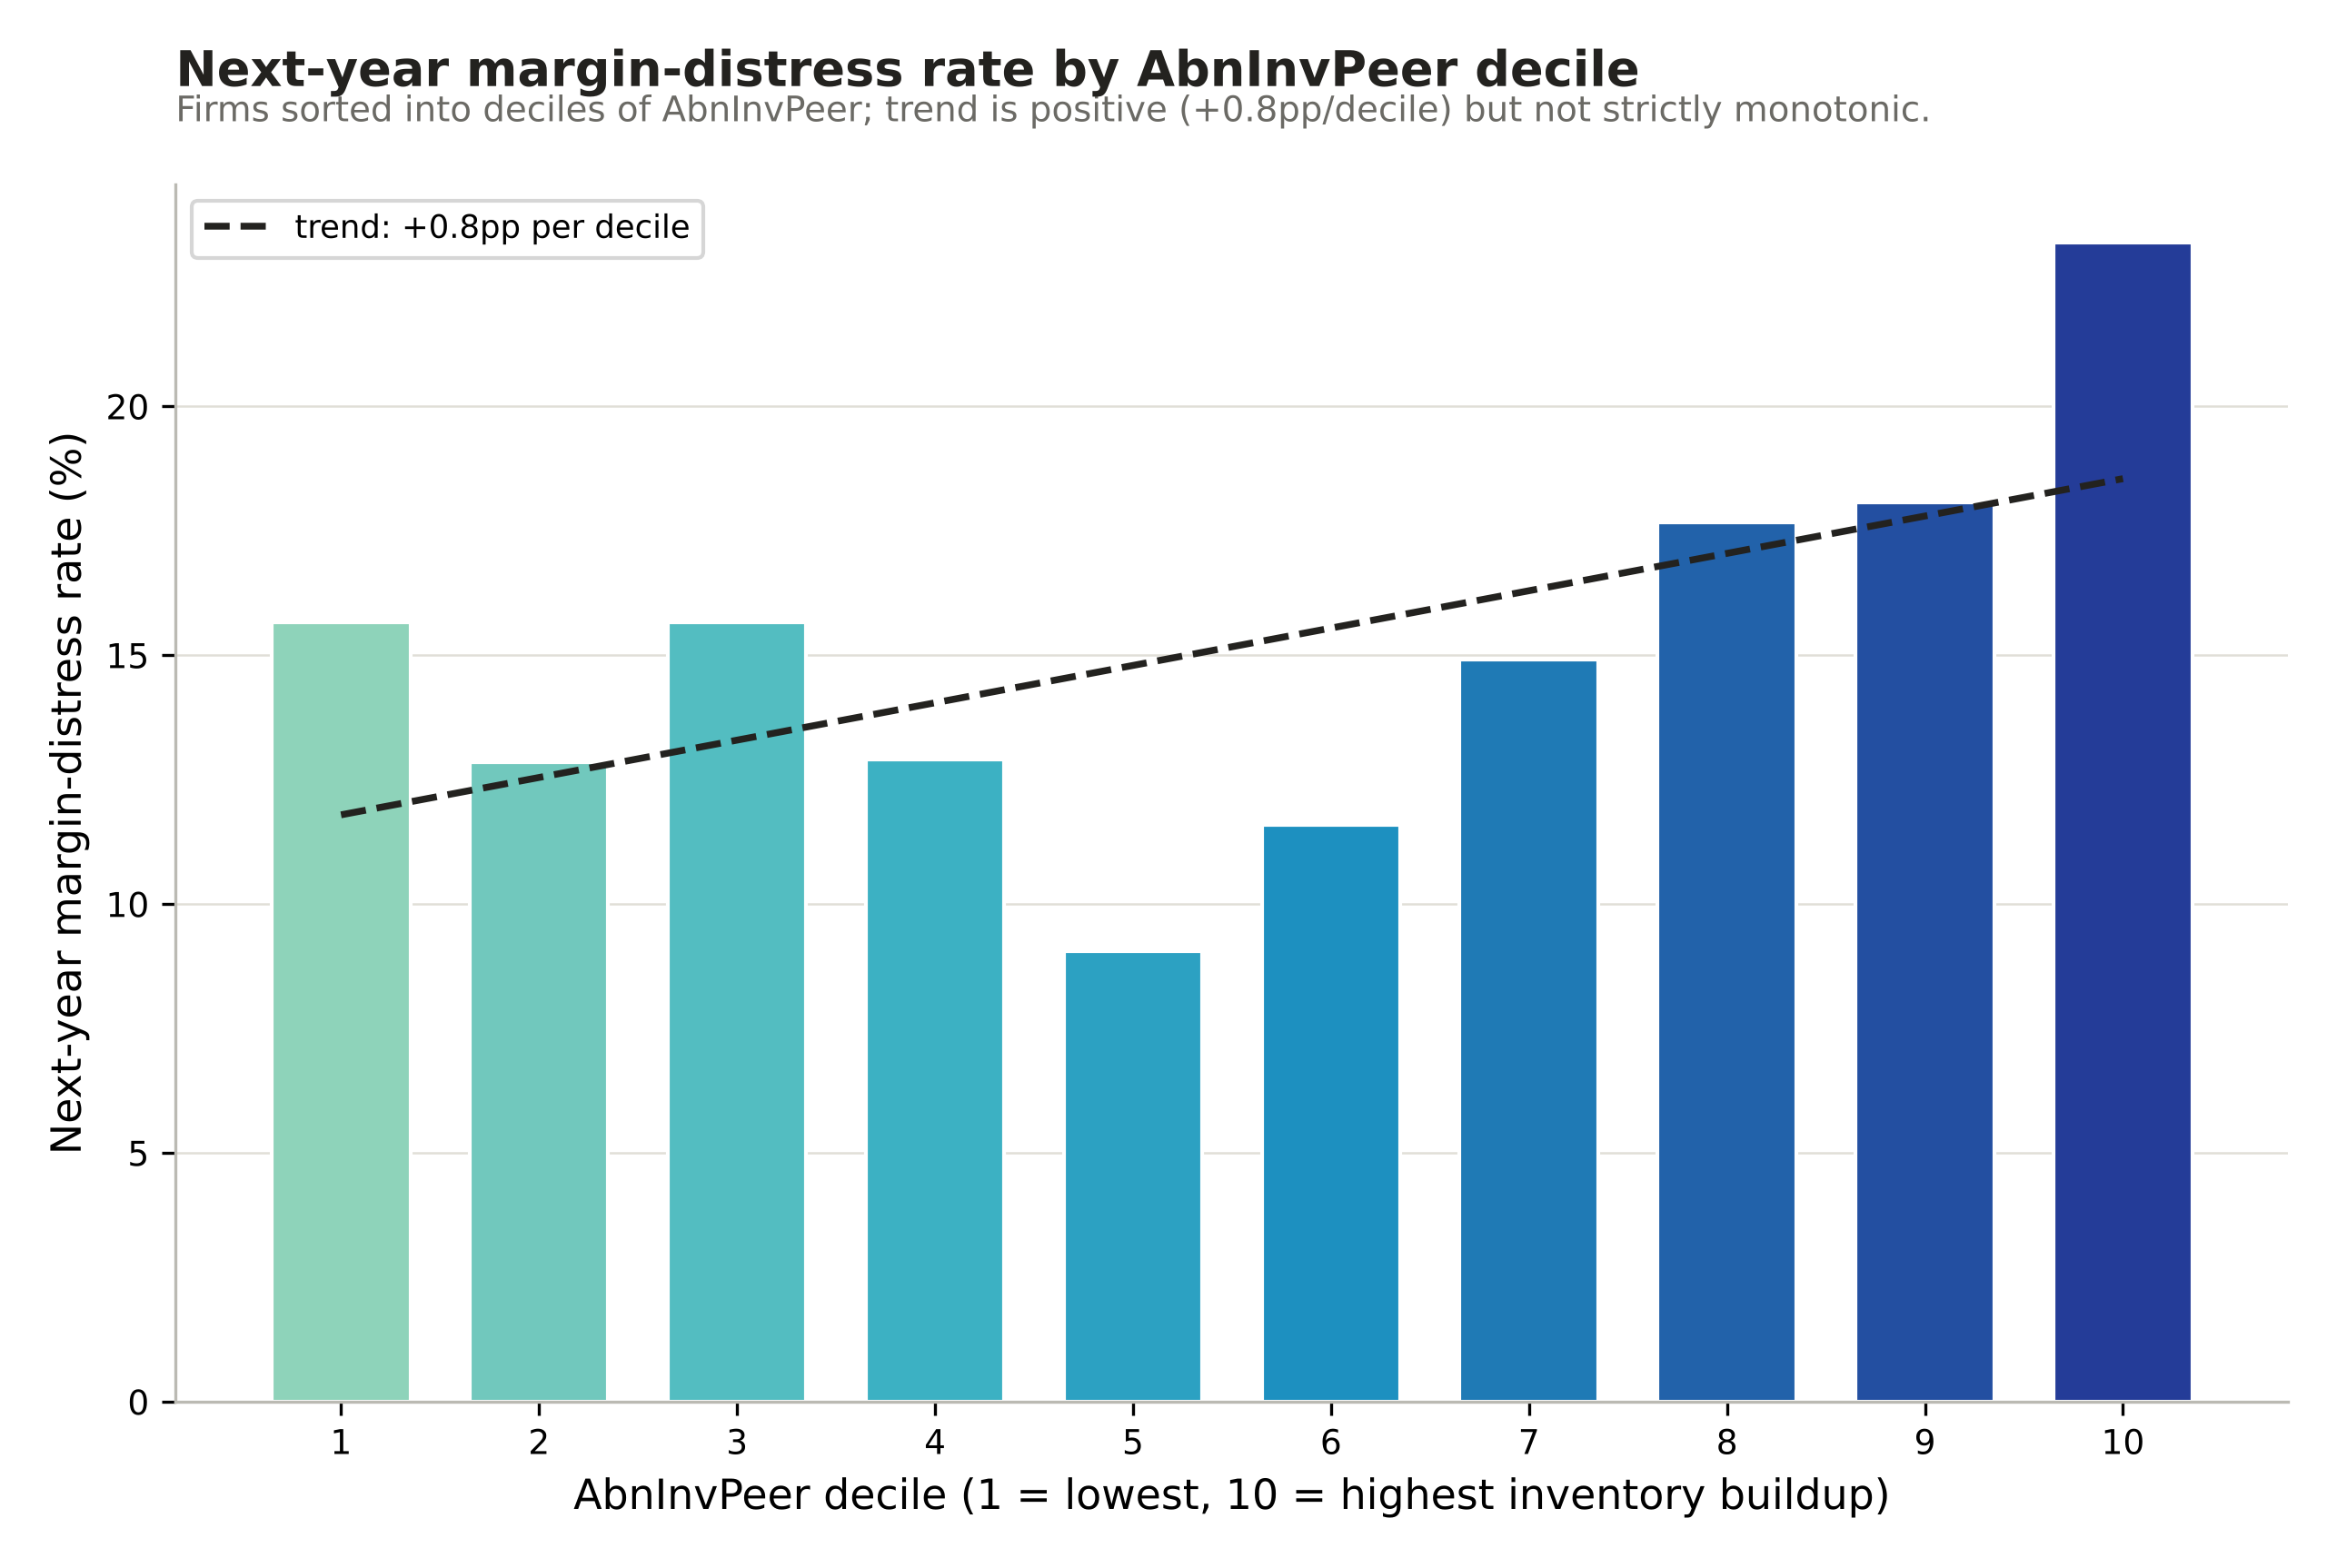 Next-year margin-distress rate by AbnInvPeer decile
Firms sorted into deciles of AbnInvPeer; trend is positive (+0.8pp/decile) but not strictly monotonic.
trend: +0.8pp per decile
Next-year margin-distress rate (%)
20
15
10
5
0
1 2 3 4 5 6 7 8 9 10
AbnInvPeer decile (1 = lowest, 10 = highest inventory buildup)